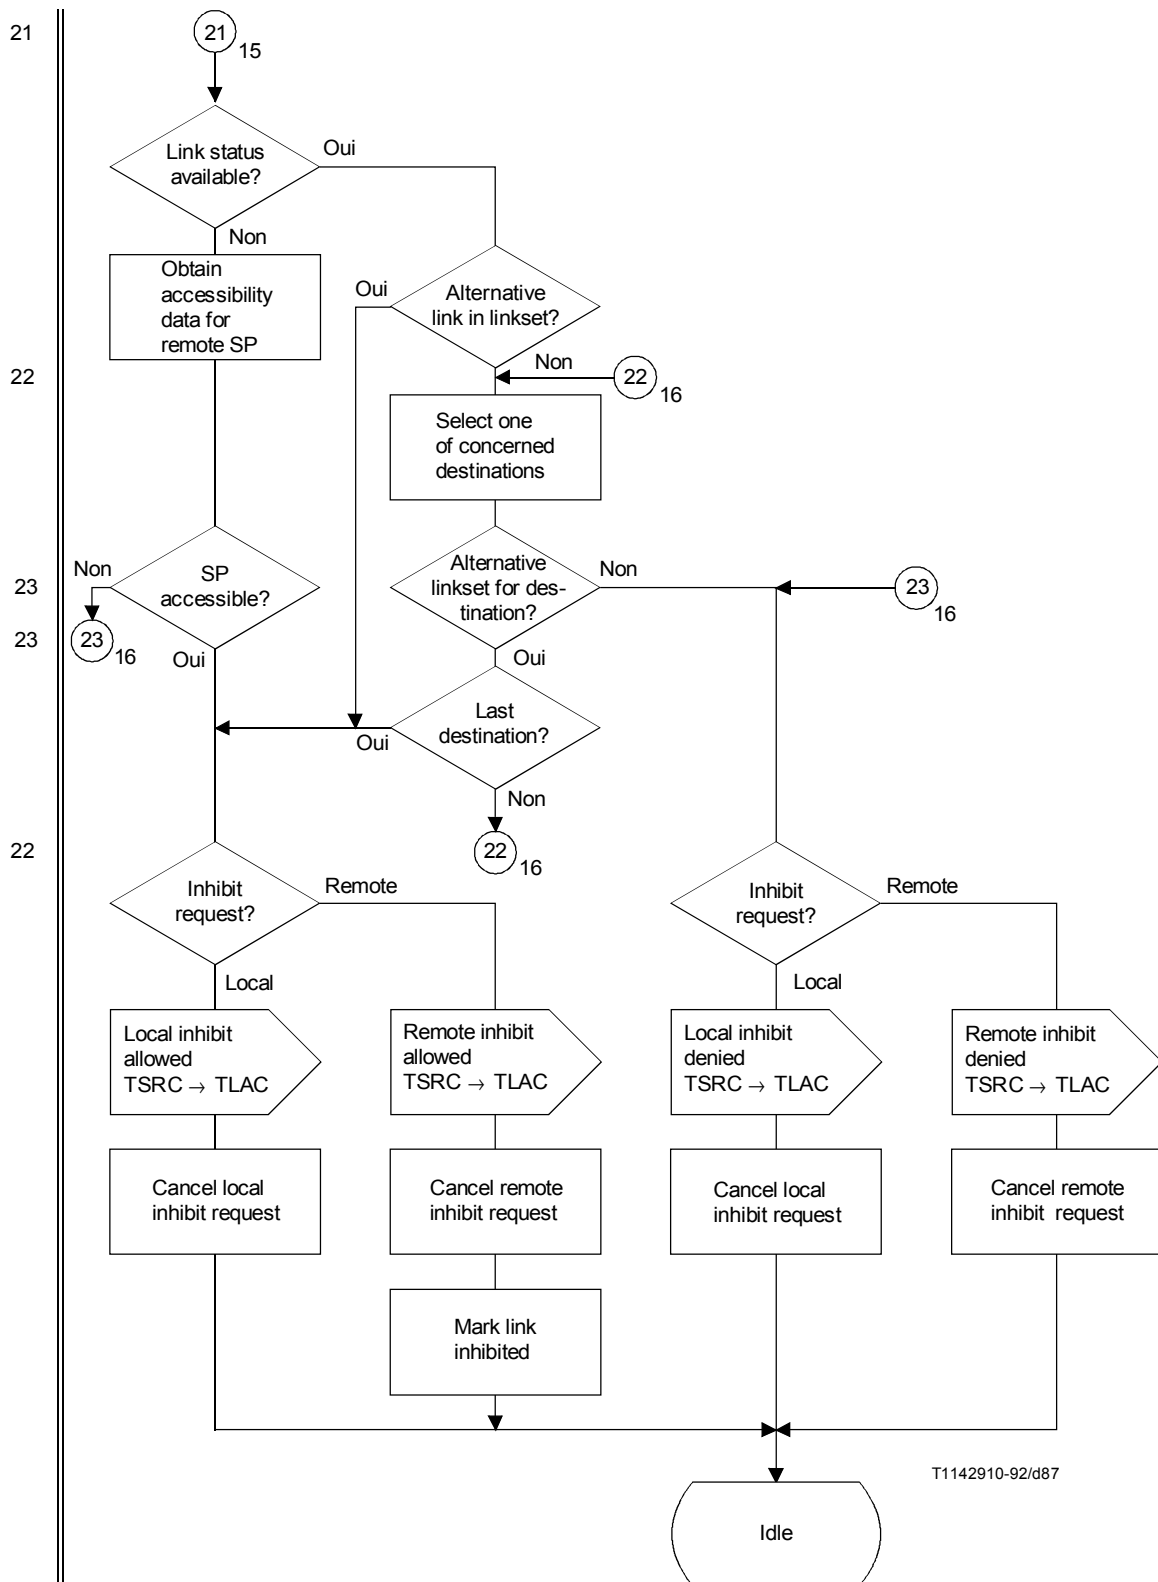 21
21
15
Link status
available?
Oui
Non
Obtain
accessibility
data for
remote SP
Oui
Alternative
link in linkset?
22
Non
22
16
Select one
of concerned
destinations
23
Non
SP
accessible?
Alternative
linkset for des-
tination?
Non
23
16
23
23
16
Oui
Oui
Last
destination?
Oui
Non
22
22
16
Inhibit
request?
Remote
Local
Inhibit
request?
Remote
Local
Local inhibit
allowed
TSRC → TLAC
Remote inhibit
allowed
TSRC → TLAC
Local inhibit
denied
TSRC → TLAC
Remote inhibit
denied
TSRC → TLAC
Cancel local
inhibit request
Cancel remote
inhibit request
Cancel local
inhibit request
Cancel remote
inhibit request
Mark link
inhibited
T1142910-92/d87
Idle